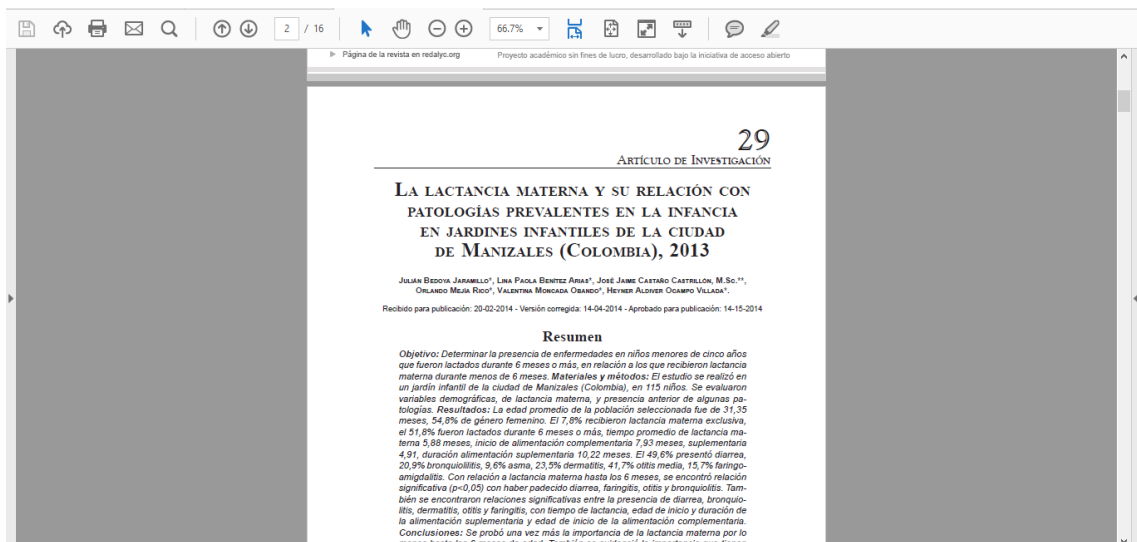 2 / 16
66.7%
Página de la revista en redalyc.org
Proyecto académico sin fines de lucro, desarrollado bajo la iniciativa de acceso abierto
29
Artículo de Investigación
La lactancia materna y su relación con
patologías prevalentes en la infancia
en jardines infantiles de la ciudad
de Manizales (Colombia), 2013
Julián Bedoya Jaramillo*, Lina Paola Benítez Arias*, José Jaime Castaño Castrillón, M.Sc.**,
Orlando Mejía Rico*, Valentina Moncada Obando*, Heyner Aldiver Ocampo Villada*.
Recibido para publicación: 20-02-2014 - Versión corregida: 14-04-2014 - Aprobado para publicación: 14-15-2014
Resumen
Objetivo: Determinar la presencia de enfermedades en niños menores de cinco años
que fueron lactados durante 6 meses o más, en relación a los que recibieron lactancia
materna durante menos de 6 meses. Materiales y métodos: El estudio se realizó en
un jardín infantil de la ciudad de Manizales (Colombia), en 115 niños. Se evaluaron
variables demográficas, de lactancia materna, y presencia anterior de algunas pa-
tologías. Resultados: La edad promedio de la población seleccionada fue de 31,35
meses, 54,8% de género femenino. El 7,8% recibieron lactancia materna exclusiva,
el 51,8% fueron lactados durante 6 meses o más, tiempo promedio de lactancia ma-
terna 5,88 meses, inicio de alimentación complementaria 7,93 meses, suplementaria
4,91, duración alimentación suplementaria 10,22 meses. El 49,6% presentó diarrea,
20,9% bronquiolilitis, 9,6% asma, 23,5% dermatitis, 41,7% otitis media, 15,7% faringo-
amigdalitis. Con relación a lactancia materna hasta los 6 meses, se encontró relación
significativa (p<0,05) con haber padecido diarrea, faringitis, otitis y bronquiolitis. Tam-
bién se encontraron relaciones significativas entre la presencia de diarrea, bronquio-
litis, dermatitis, otitis y faringitis, con tiempo de lactancia, edad de inicio y duración de
la alimentación suplementaria y edad de inicio de la alimentación complementaria.
Conclusiones: Se probó una vez más la importancia de la lactancia materna por lo